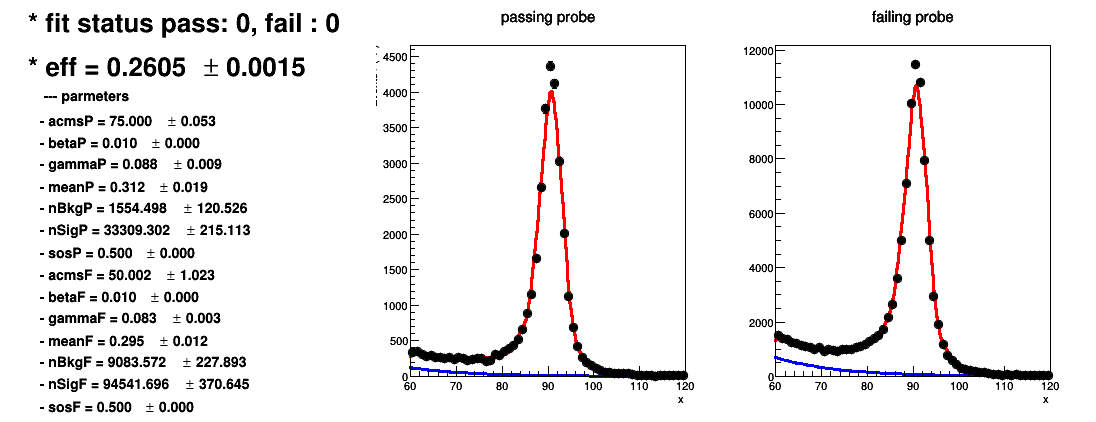 * fit status pass: 0, fail : 0
* eff = 0.2605 ± 0.0015
--- parmeters
- acmsP = 75.000 ± 0.053
- betaP = 0.010 ± 0.000
- gammaP = 0.088 ± 0.009
- meanP = 0.312 ± 0.019
- nBkgP = 1554.498 ± 120.526
- nSigP = 33309.302 ± 215.113
- sosP = 0.500 ± 0.000
- acmsF = 50.002 ± 1.023
- betaF = 0.010 ± 0.000
- gammaF = 0.083 ± 0.003
- meanF = 0.295 ± 0.012
- nBkgF = 9083.572 ± 227.893
- nSigF = 94541.696 ± 370.645
- sosF = 0.500 ± 0.000
passing probe
4500
4000
3500
3000
2500
2000
1500
1000
500
0
60 70 80 90 100 110 120
x
failing probe
12000
10000
8000
6000
4000
2000
0
60 70 80 90 100 110 120
x